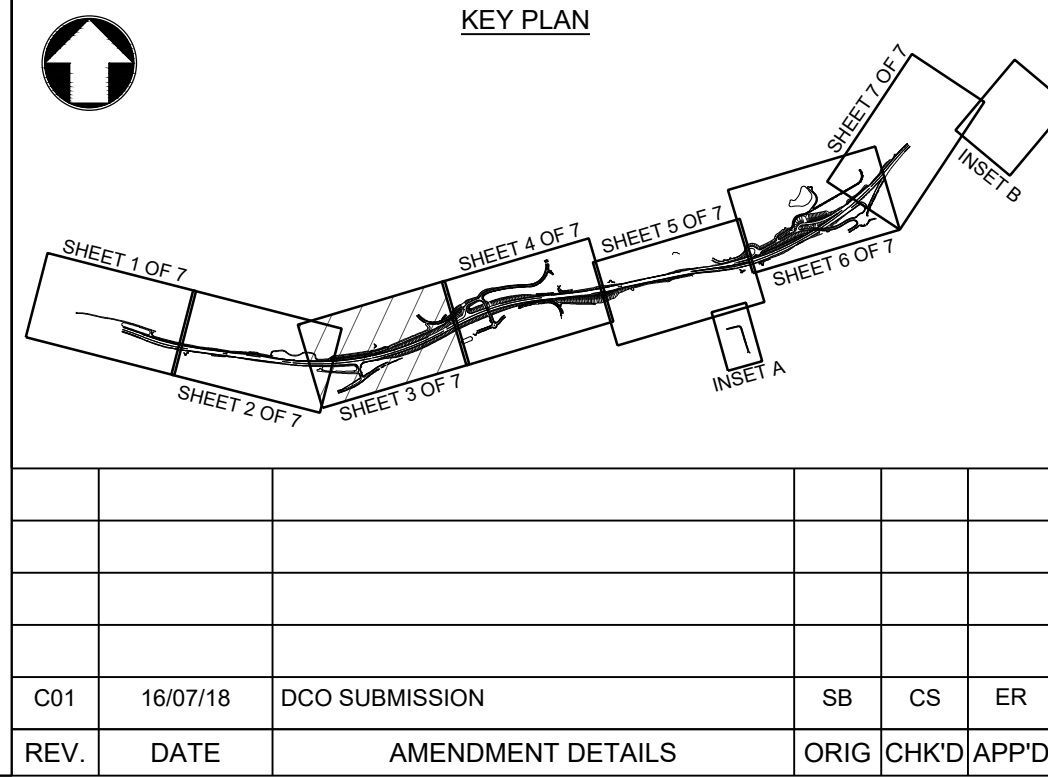 KEY PLAN
SHEET 1 OF 7
SHEET 2 OF 7
SHEET 3 OF 7
SHEET 4 OF 7
SHEET 5 OF 7
SHEET 6 OF 7
SHEET 7 OF 7
INSET A
INSET B
C01 16/07/18 DCO SUBMISSION SB CS ER
REV. DATE AMENDMENT DETAILS ORIG CHK'D APP'D